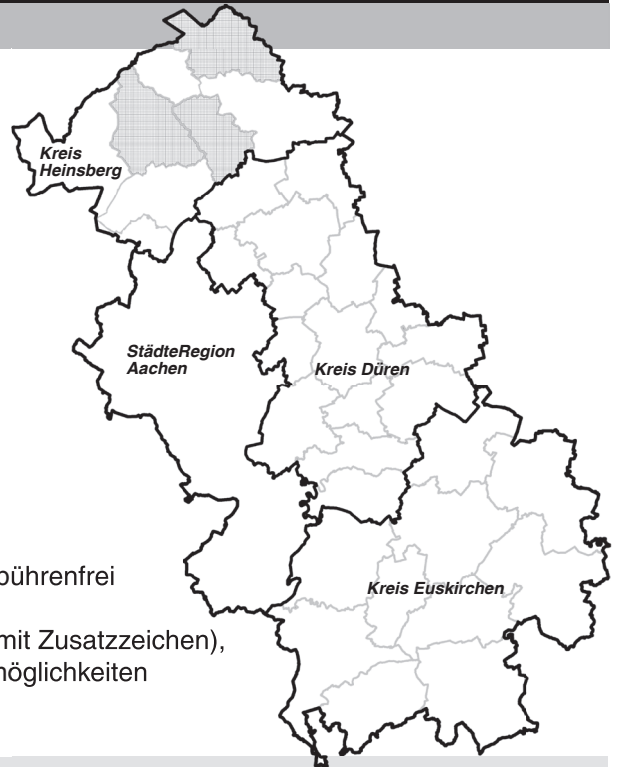 Kreis
Heinsberg
StädteRegion
Aachen
Kreis Düren
bührenfrei
Kreis Euskirchen
mit Zusatzzeichen),
möglichkeiten